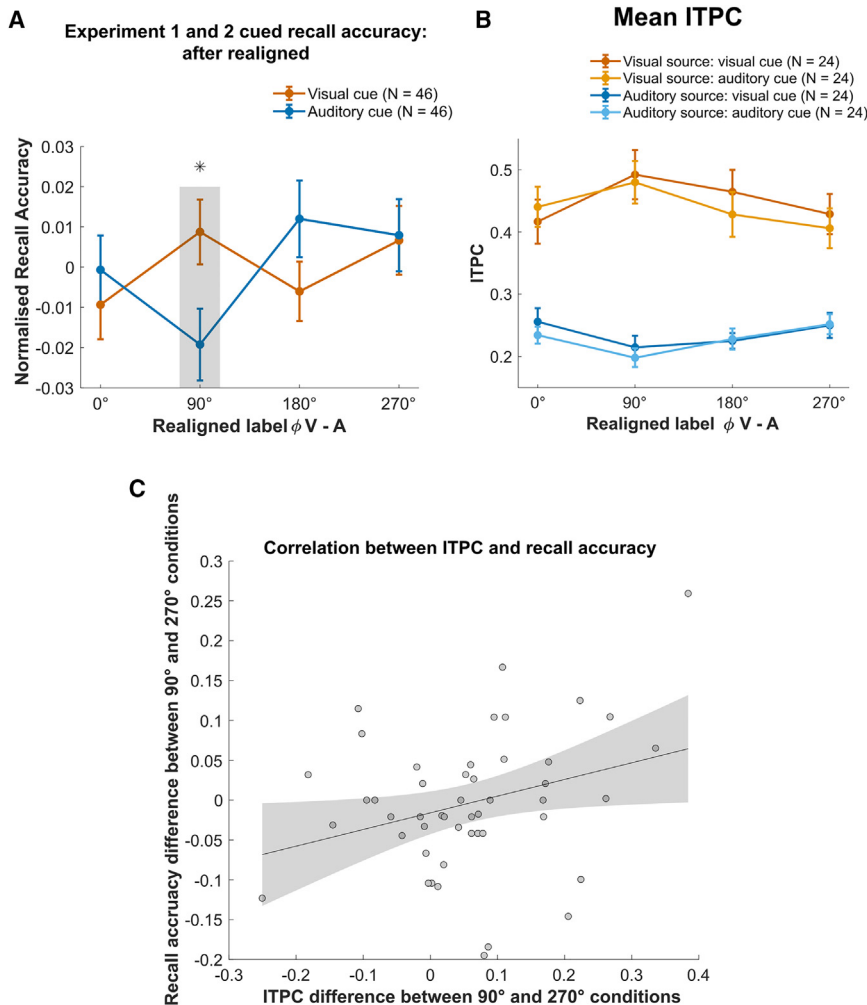 A
Experiment 1 and 2 cued recall accuracy:
after realigned
Visual cue (N = 46)
Auditory cue (N = 46)
0.03
0.02
0.01
0
-0.01
-0.02
-0.03
Normalised Recall Accuracy
✳
0°
90°
180°
270°
Realigned label ϕ V - A
B
Mean ITPC
Visual source: visual cue (N = 24)
Visual source: auditory cue (N = 24)
Auditory source: visual cue (N = 24)
Auditory source: auditory cue (N = 24)
0.5
0.4
0.3
0.2
ITPC
0°
90°
180°
270°
Realigned label ϕ V - A
C
Correlation between ITPC and recall accuracy
Recall accruacy difference between 90° and 270° conditions
0.3
0.25
0.2
0.15
0.1
0.05
0
-0.05
-0.1
-0.15
-0.2
-0.3
-0.2
-0.1
0
0.1
0.2
0.3
0.4
ITPC difference between 90° and 270° conditions